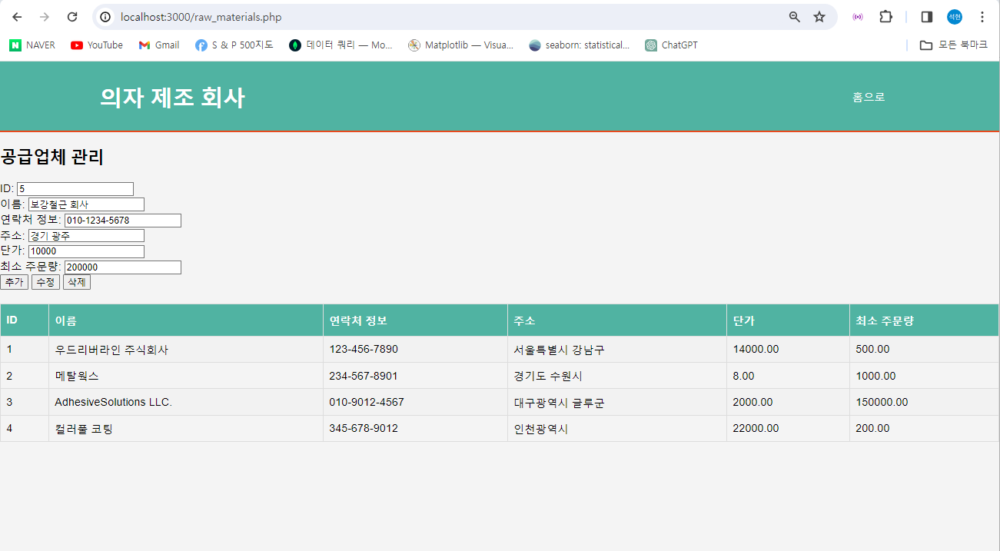 localhost:3000/raw_materials.php
석현
NAVER YouTube Gmail S & P 500지도 데이터 쿼리 — Mo... Matplotlib — Visua... seaborn: statistical... ChatGPT 모든 북마크
의자 제조 회사 홈으로
공급업체 관리
ID: 5
이름: 보강철근 회사
연락처 정보: 010-1234-5678
주소: 경기 광주
단가: 10000
최소 주문량: 200000
추가 수정 삭제
ID 이름 연락처 정보 주소 단가 최소 주문량
1 우드리버라인 주식회사 123-456-7890 서울특별시 강남구 14000.00 500.00
2 메탈웍스 234-567-8901 경기도 수원시 8.00 1000.00
3 AdhesiveSolutions LLC. 010-9012-4567 대구광역시 글루군 2000.00 150000.00
4 컬러풀 코팅 345-678-9012 인천광역시 22000.00 200.00